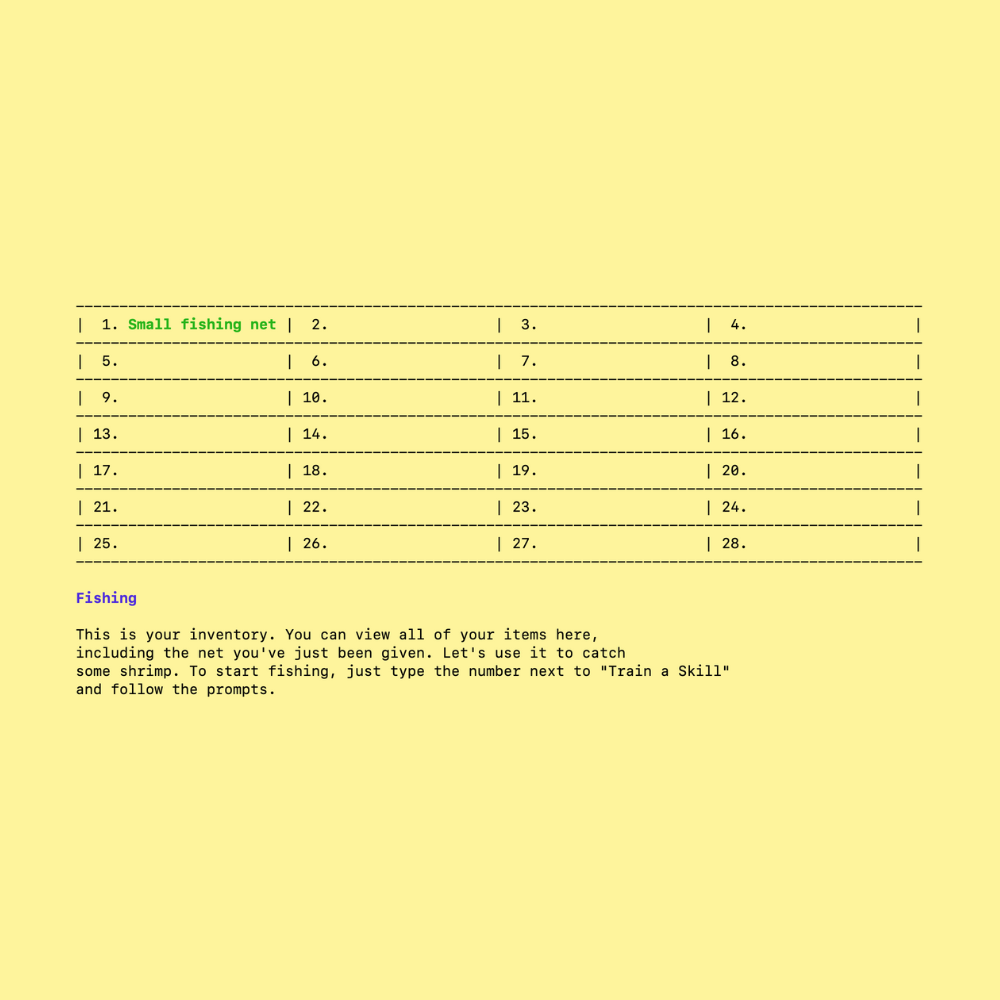 | 1. Small fishing net | 2. | 3. | 4. |
| 5. | 6. | 7. | 8. |
| 9. | 10. | 11. | 12. |
| 13. | 14. | 15. | 16. |
| 17. | 18. | 19. | 20. |
| 21. | 22. | 23. | 24. |
| 25. | 26. | 27. | 28. |
Fishing
This is your inventory. You can view all of your items here,
including the net you've just been given. Let's use it to catch
some shrimp. To start fishing, just type the number next to "Train a Skill"
and follow the prompts.